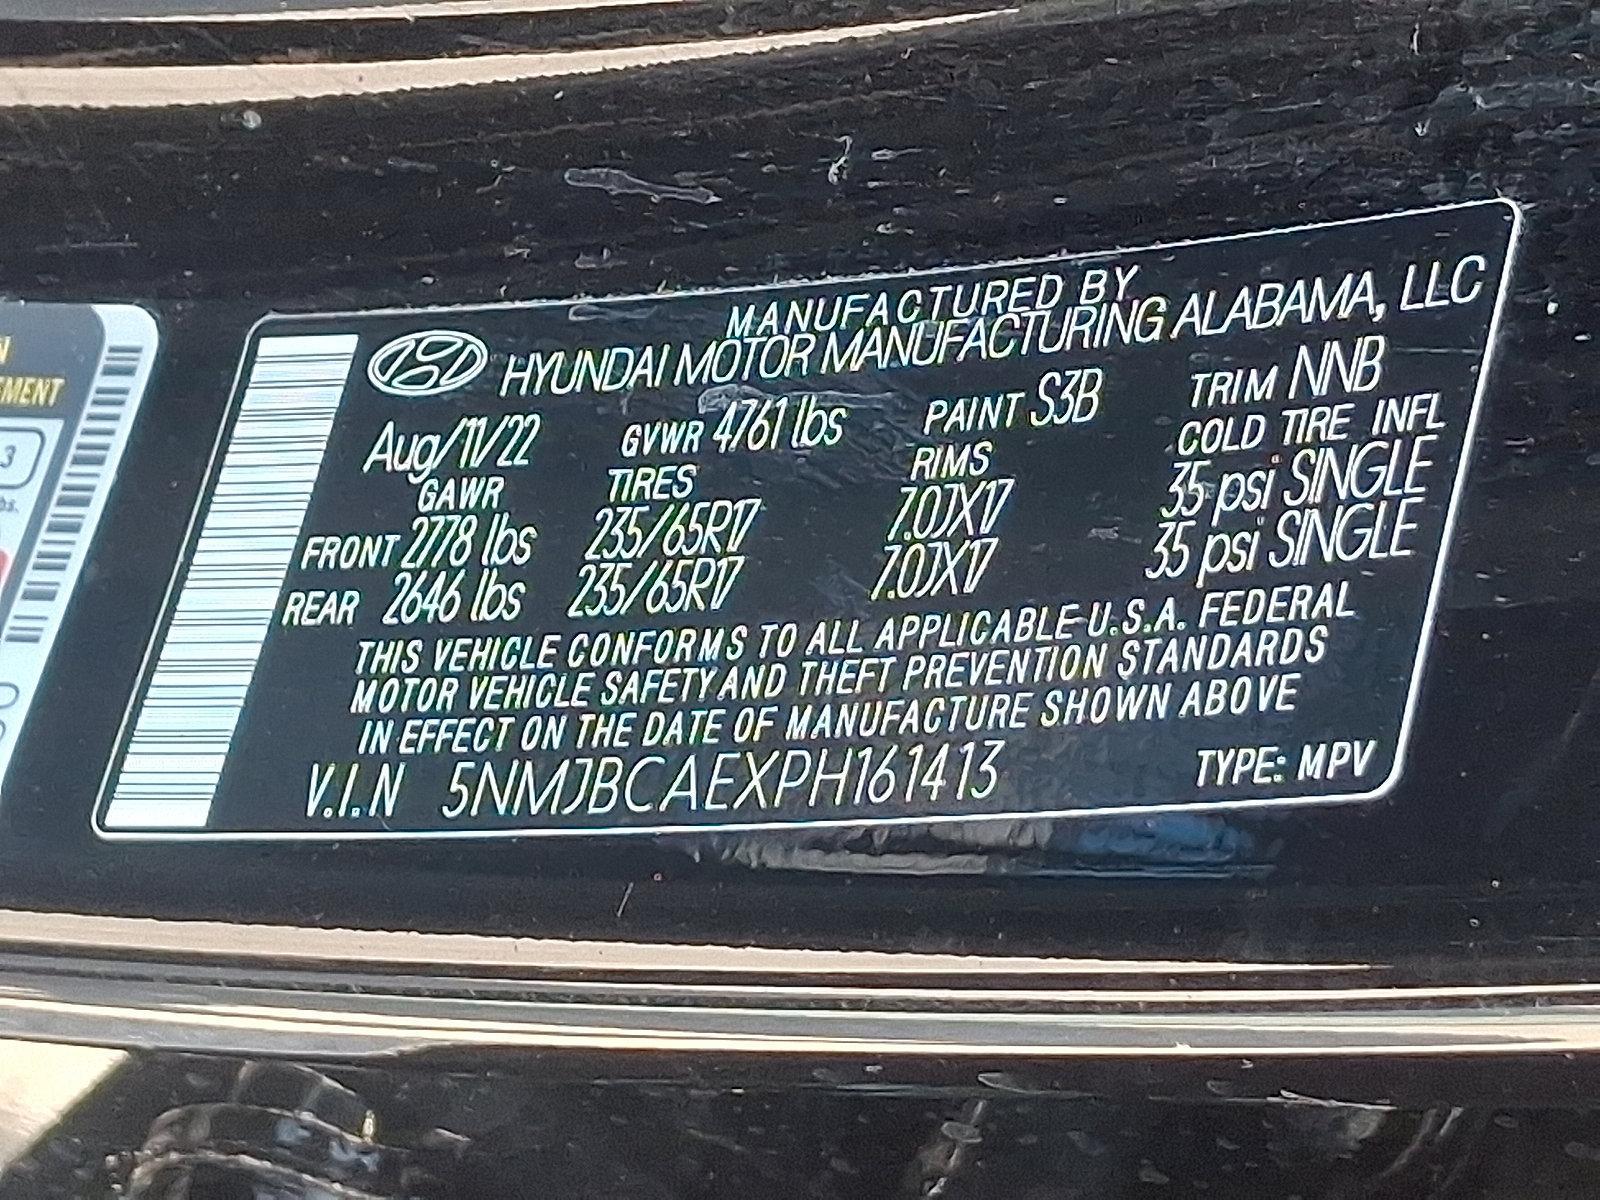 MANUFACTURED BY
HYUNDAI MOTOR MANUFACTURING ALABAMA, LLC
Aug/11/22 GVWR 4761 lbs PAINT S3B TRIM NNB
GAWR TIRES RIMS COLD TIRE INFL
FRONT 2778 lbs 235/65R17 7.0JX17 35 psi SINGLE
REAR 2646 lbs 235/65R17 7.0JX17 35 psi SINGLE
THIS VEHICLE CONFORMS TO ALL APPLICABLE U.S.A. FEDERAL
MOTOR VEHICLE SAFETY AND THEFT PREVENTION STANDARDS
IN EFFECT ON THE DATE OF MANUFACTURE SHOWN ABOVE
V.I.N 5NMJBCAEXPH161413 TYPE: MPV
3